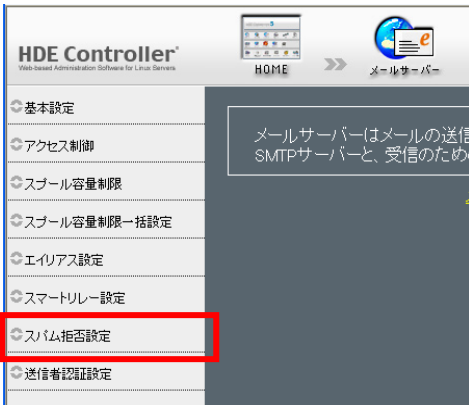 HDE Controller
Web-based Administration Software for Linux Servers
HOME
メールサーバー
基本設定
アクセス制御
スプール容量制限
スプール容量制限一括設定
エイリアス設定
スマートリレー設定
スパム拒否設定
送信者認証設定
メールサーバーはメールの送信
SMTPサーバーと、受信のため